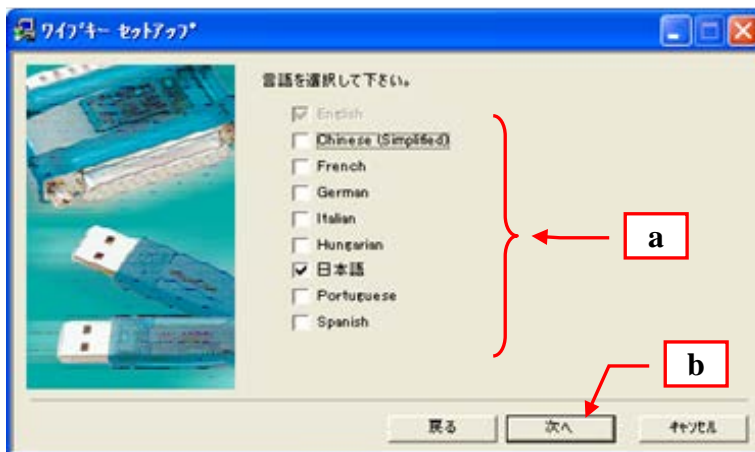 ワイプキー セットアップ
言語を選択して下さい。
English
Chinese (Simplified)
French
German
Italian
Hungarian
日本語
Portuguese
Spanish
a
b
戻る
次へ
キャンセル